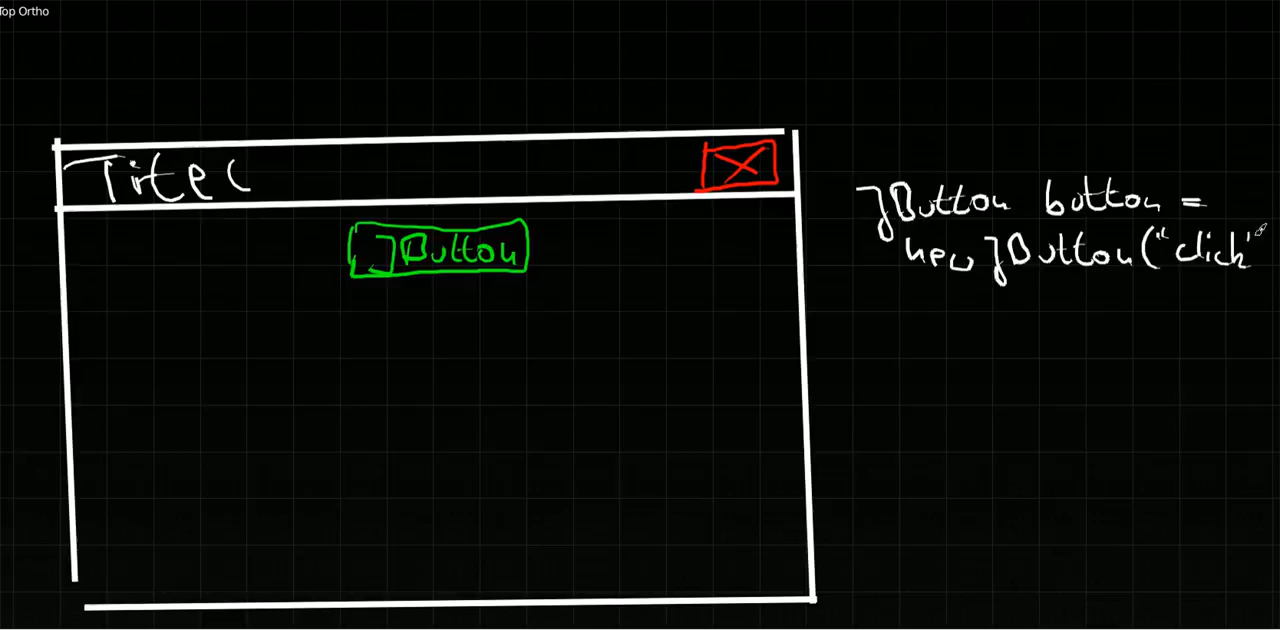 Top Ortho
Titel
JButton
JButton button =
new JButton("click"